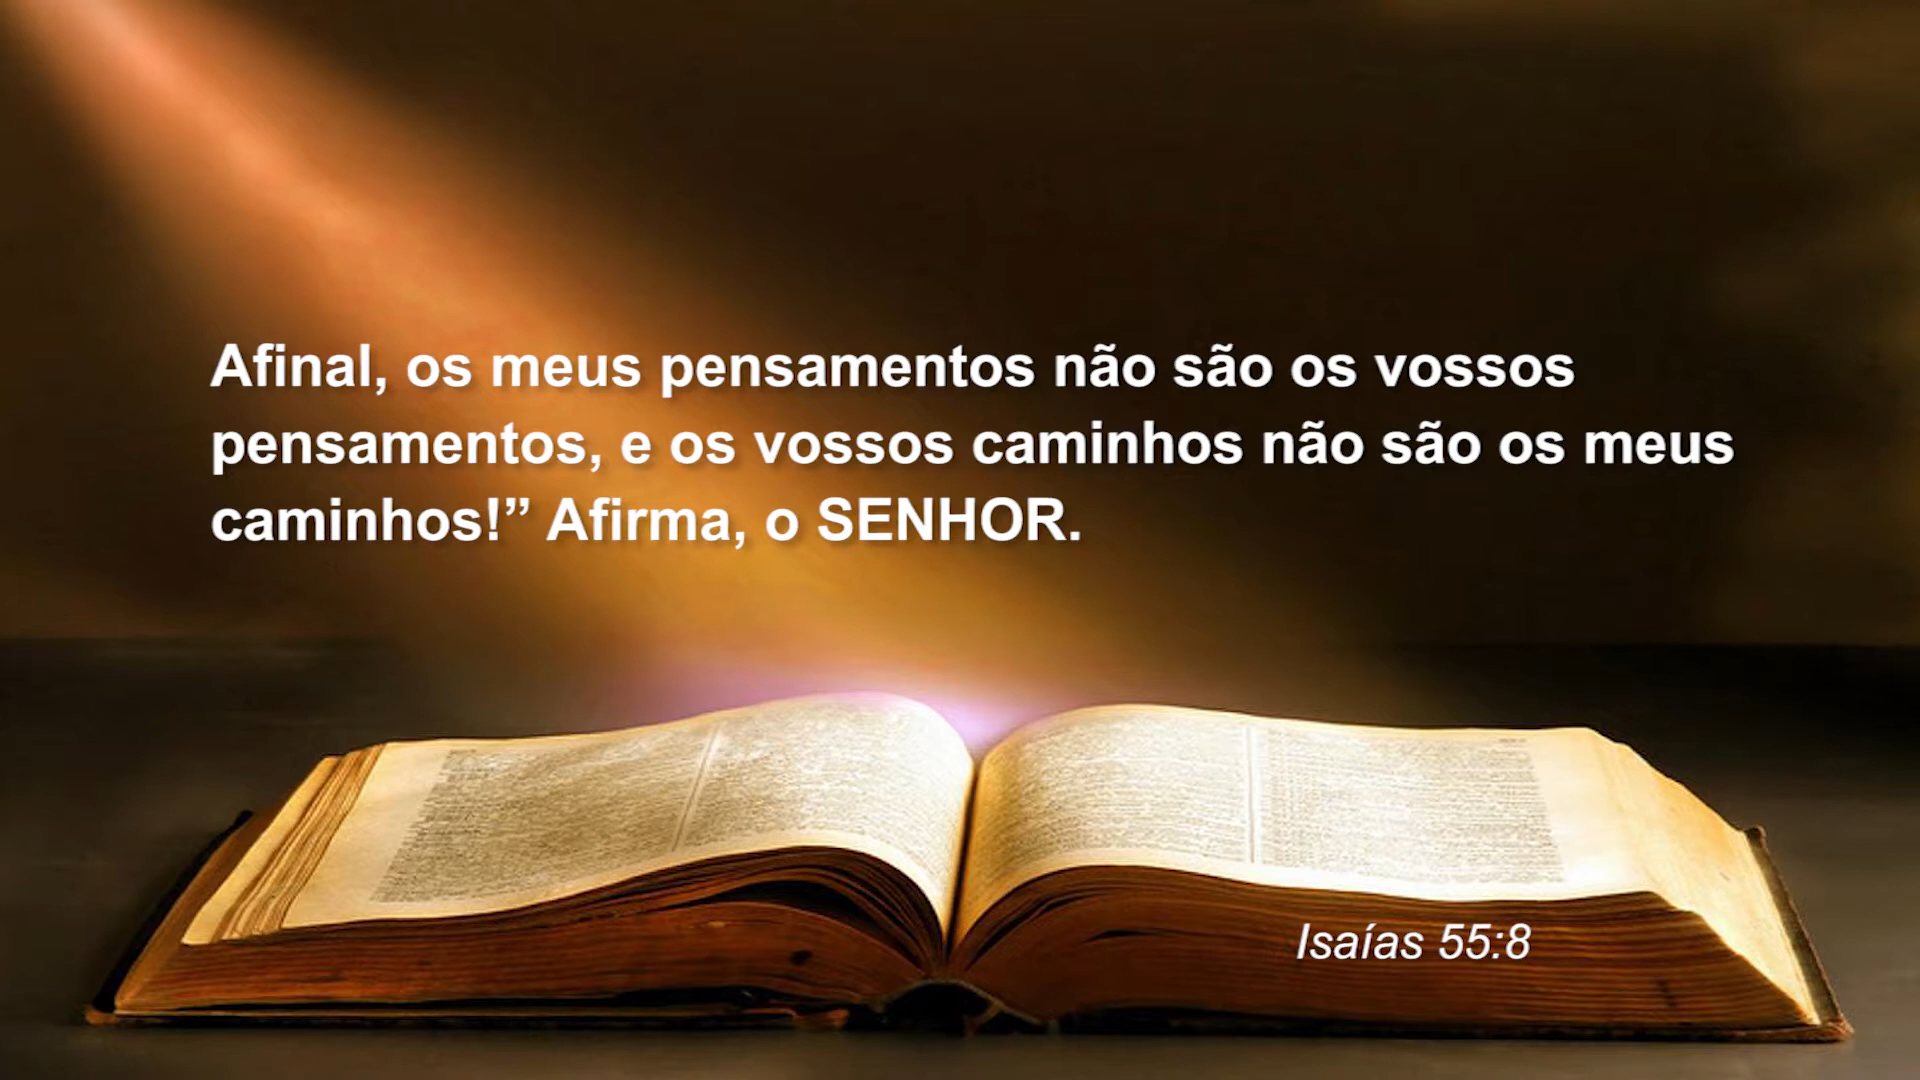 Afinal, os meus pensamentos não são os vossos
pensamentos, e os vossos caminhos não são os meus
caminhos!” Afirma, o SENHOR.
Isaías 55:8